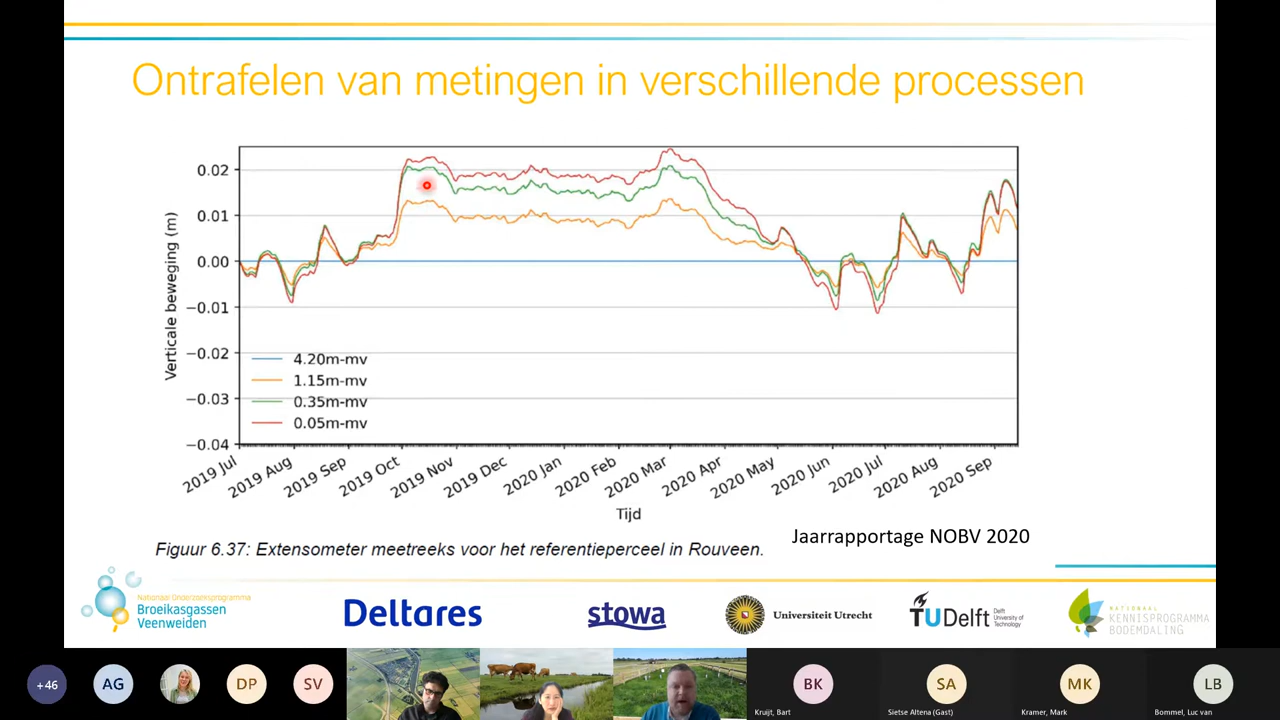 Ontrafelen van metingen in verschillende processen
Verticale beweging (m)
0.02
0.01
0.00
−0.01
−0.02
−0.03
−0.04
4.20m-mv
1.15m-mv
0.35m-mv
0.05m-mv
2019 Jul
2019 Aug
2019 Sep
2019 Oct
2019 Nov
2019 Dec
2020 Jan
2020 Feb
2020 Mar
2020 Apr
2020 May
2020 Jun
2020 Jul
2020 Aug
2020 Sep
Tijd
Jaarrapportage NOBV 2020
Figuur 6.37: Extensometer meetreeks voor het referentieperceel in Rouveen.
Nationaal Onderzoeksprogramma
Broeikasgassen
Veenweiden
Deltares
stowa
Universiteit Utrecht
TUDelft
Delft
University of
Technology
NATIONAAL
KENNISPROGRAMMA
BODEMDALING
+46
AG
DP
SV
BK
Kruijt, Bart
SA
Sietse Altena (Gast)
MK
Kramer, Mark
LB
Bommel, Luc van